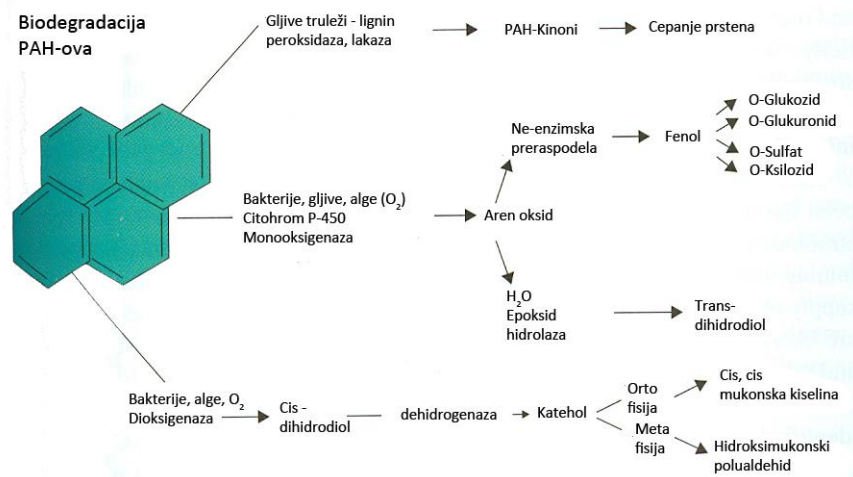 Biodegradacija
PAH-ova
Gljive truleži - lignin
peroksidaza, lakaza
PAH-Kinoni
Cepanje prstena
Bakterije, gljive, alge (O₂)
Citohrom P-450
Monooksigenaza
Aren oksid
Ne-enzimska
preraspodela
Fenol
O-Glukozid
O-Glukuronid
O-Sulfat
O-Ksilozid
H₂O
Epoksid
hidrolaza
Trans-
dihidrodiol
Bakterije, alge, O₂
Dioksigenaza
Cis -
dihidrodiol
dehidrogenaza
Katehol
Orto
fisija
Cis, cis
mukonska kiselina
Meta
fisija
Hidroksimukonski
polualdehid